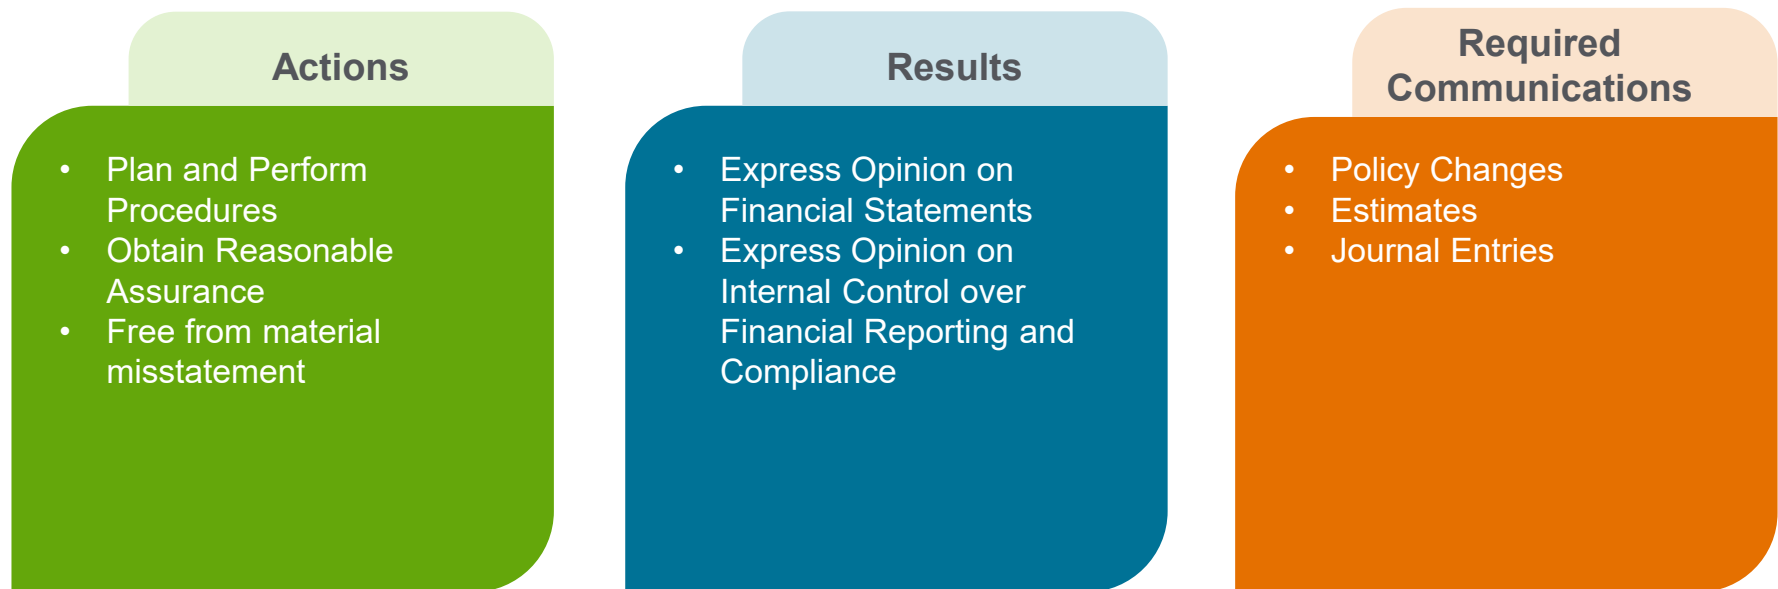 Actions
• Plan and Perform
Procedures
• Obtain Reasonable
Assurance
• Free from material
misstatement
Results
• Express Opinion on
Financial Statements
• Express Opinion on
Internal Control over
Financial Reporting and
Compliance
Required
Communications
• Policy Changes
• Estimates
• Journal Entries